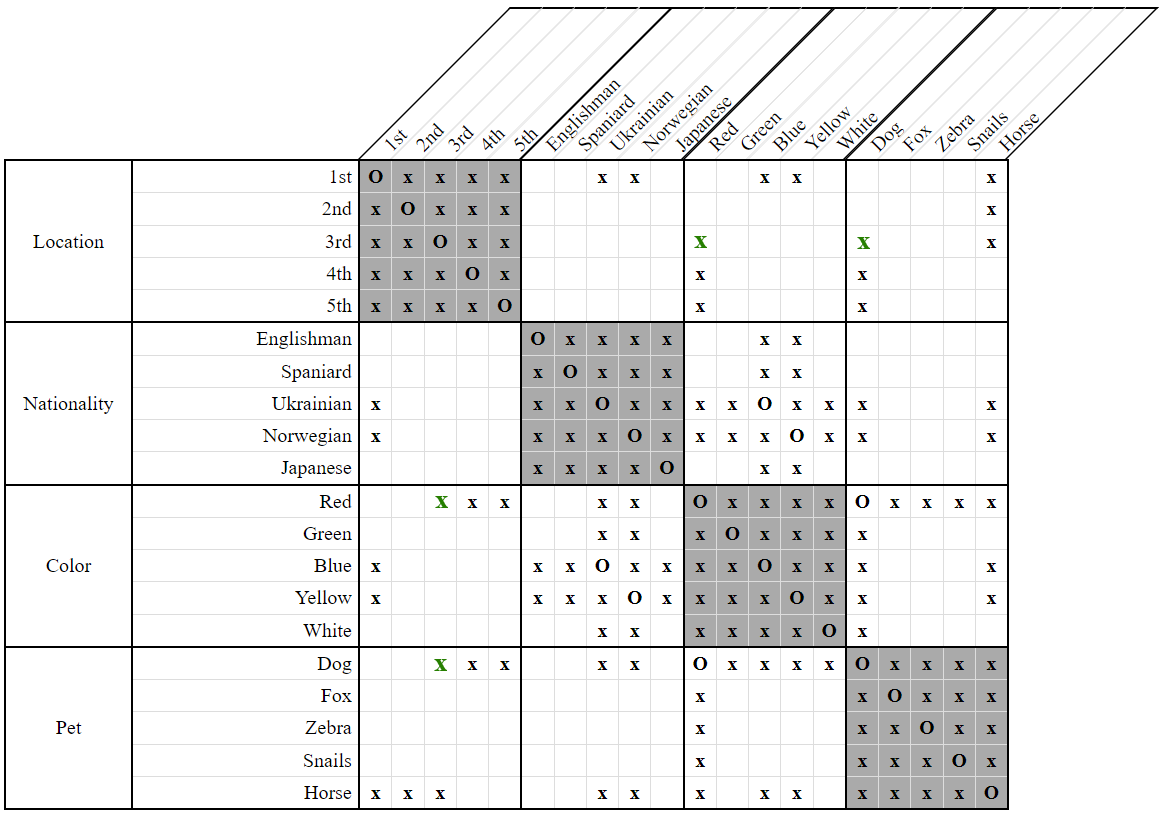 1st 2nd 3rd 4th 5th Englishman Spaniard Ukrainian Norwegian Japanese Red Green Blue Yellow White Dog Fox Zebra Snails Horse
1st O x x x x x x x x x
2nd x O x x x x
Location 3rd x x O x x x x x
4th x x x O x x x
5th x x x x O x x
Englishman O x x x x x x
Spaniard x O x x x x x
Nationality Ukrainian x x x O x x x x O x x x x
Norwegian x x x x O x x x x O x x x
Japanese x x x x O x x
Red x x x x x O x x x x O x x x x
Green x x x O x x x x
Color Blue x x x O x x x x O x x x x
Yellow x x x x O x x x x O x x x
White x x x x x x O x
Dog x x x x x O x x x x O x x x x
Fox x x O x x x
Pet Zebra x x x O x x
Snails x x x x O x
Horse x x x x x x x x x x x x O